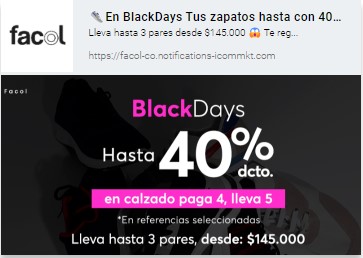 facol
En BlackDays Tus zapatos hasta con 40...
Lleva hasta 3 pares desde $145.000 😱 Te reg...
https://facol-co.notifications-icommkt.com
Facol
BlackDays
Hasta 40% dcto.
en calzado paga 4, lleva 5
*En referencias seleccionadas
Lleva hasta 3 pares, desde: $145.000